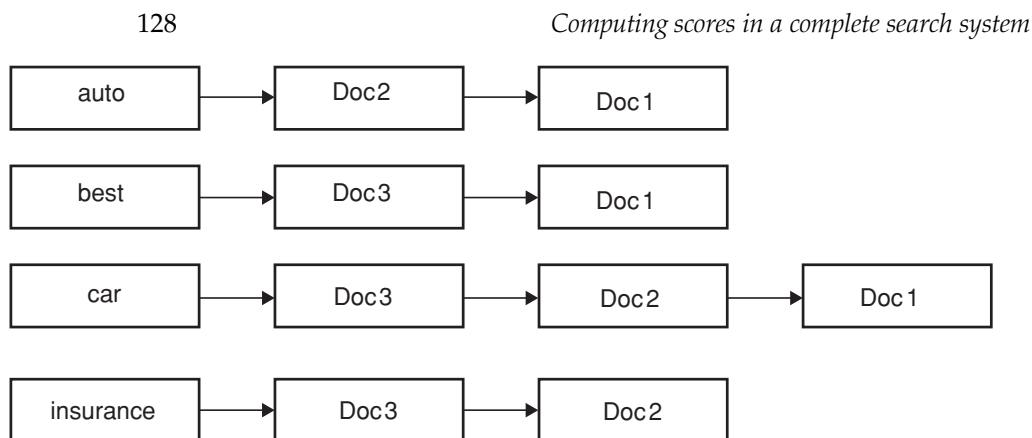 128 Computing scores in a complete search system
auto Doc2 Doc1
best Doc3 Doc1
car Doc3 Doc2 Doc1
insurance Doc3 Doc2